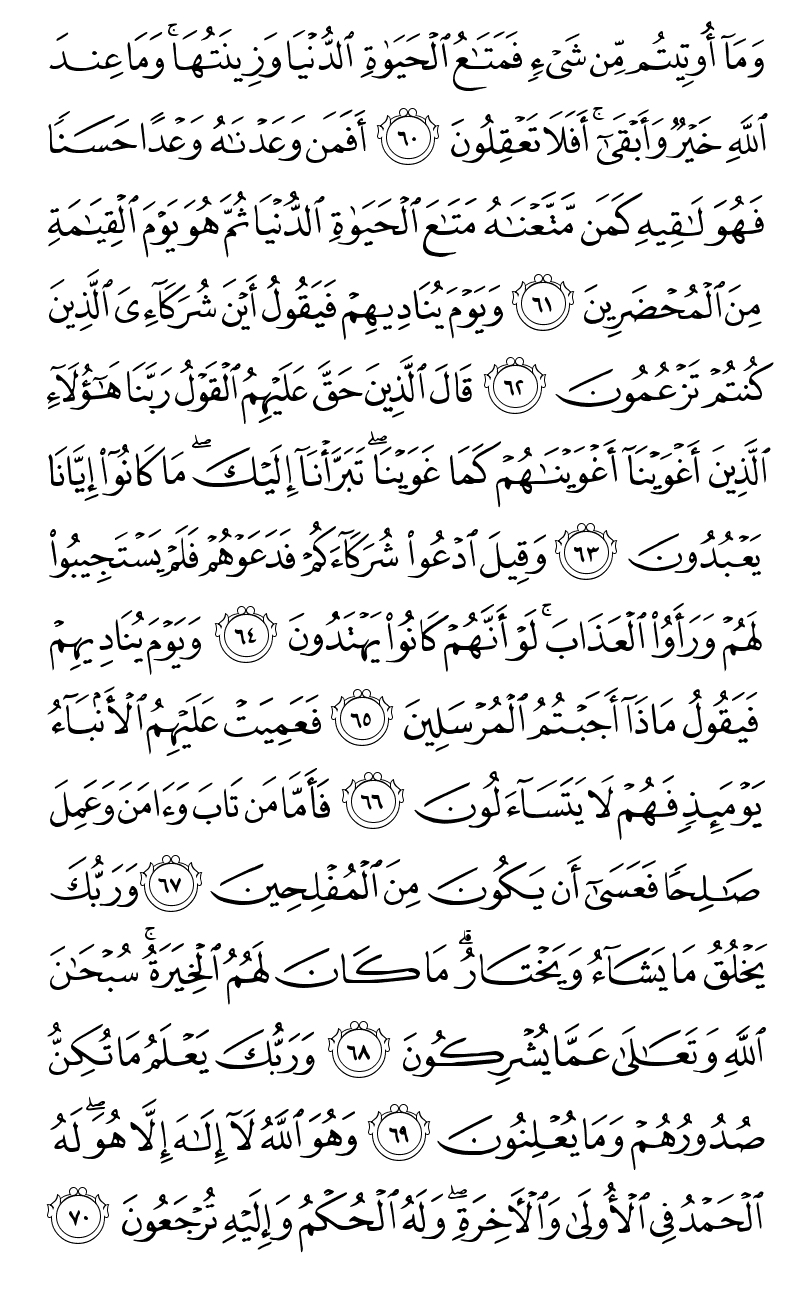 وَمَآ أُوتِيتُم مِّن شَىْءٍ فَمَتَـٰعُ ٱلْحَيَوٰةِ ٱلدُّنْيَا وَزِينَتُهَا ۚ وَمَا عِندَ
ٱللَّهِ خَيْرٌ وَأَبْقَىٰٓ ۚ أَفَلَا تَعْقِلُونَ ٦٠ أَفَمَن وَعَدْنَـٰهُ وَعْدًا حَسَنًا
فَهُوَ لَـٰقِيهِ كَمَن مَّتَّعْنَـٰهُ مَتَـٰعَ ٱلْحَيَوٰةِ ٱلدُّنْيَا ثُمَّ هُوَ يَوْمَ ٱلْقِيَـٰمَةِ
مِنَ ٱلْمُحْضَرِينَ ٦١ وَيَوْمَ يُنَادِيهِمْ فَيَقُولُ أَيْنَ شُرَكَآءِىَ ٱلَّذِينَ
كُنتُمْ تَزْعُمُونَ ٦٢ قَالَ ٱلَّذِينَ حَقَّ عَلَيْهِمُ ٱلْقَوْلُ رَبَّنَا هَـٰٓؤُلَآءِ
ٱلَّذِينَ أَغْوَيْنَآ أَغْوَيْنَـٰهُمْ كَمَا غَوَيْنَا ۖ تَبَرَّأْنَآ إِلَيْكَ ۖ مَا كَانُوٓا۟ إِيَّانَا
يَعْبُدُونَ ٦٣ وَقِيلَ ٱدْعُوا۟ شُرَكَآءَكُمْ فَدَعَوْهُمْ فَلَمْ يَسْتَجِيبُوا۟
لَهُمْ وَرَأَوُا۟ ٱلْعَذَابَ ۚ لَوْ أَنَّهُمْ كَانُوا۟ يَهْتَدُونَ ٦٤ وَيَوْمَ يُنَادِيهِمْ
فَيَقُولُ مَاذَآ أَجَبْتُمُ ٱلْمُرْسَلِينَ ٦٥ فَعَمِيَتْ عَلَيْهِمُ ٱلْأَنۢبَآءُ
يَوْمَئِذٍ فَهُمْ لَا يَتَسَآءَلُونَ ٦٦ فَأَمَّا مَن تَابَ وَءَامَنَ وَعَمِلَ
صَـٰلِحًا فَعَسَىٰٓ أَن يَكُونَ مِنَ ٱلْمُفْلِحِينَ ٦٧ وَرَبُّكَ
يَخْلُقُ مَا يَشَآءُ وَيَخْتَارُ ۗ مَا كَانَ لَهُمُ ٱلْخِيَرَةُ ۚ سُبْحَـٰنَ
ٱللَّهِ وَتَعَـٰلَىٰ عَمَّا يُشْرِكُونَ ٦٨ وَرَبُّكَ يَعْلَمُ مَا تُكِنُّ
صُدُورُهُمْ وَمَا يُعْلِنُونَ ٦٩ وَهُوَ ٱللَّهُ لَآ إِلَـٰهَ إِلَّا هُوَ ۖ لَهُ
ٱلْحَمْدُ فِى ٱلْأُولَىٰ وَٱلْـَٔاخِرَةِ ۖ وَلَهُ ٱلْحُكْمُ وَإِلَيْهِ تُرْجَعُونَ ٧٠